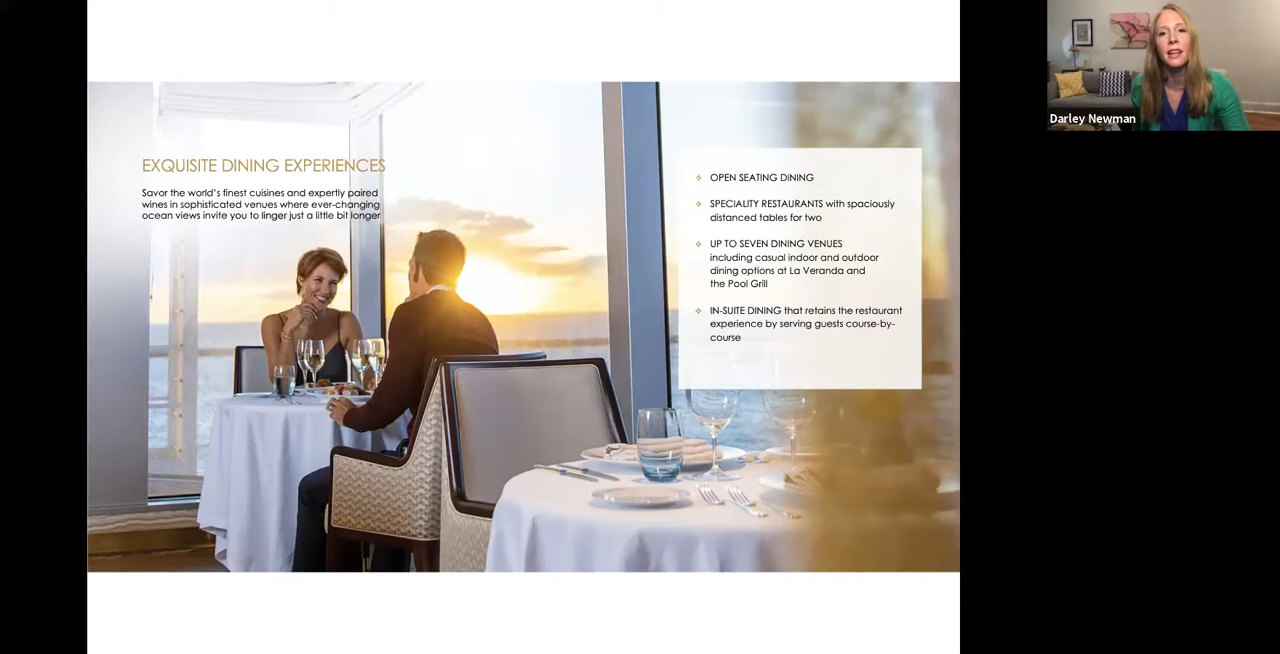 EXQUISITE DINING EXPERIENCES
Savor the world's finest cuisines and expertly paired
wines in sophisticated venues where ever-changing
ocean views invite you to linger just a little bit longer
OPEN SEATING DINING
SPECIALITY RESTAURANTS with spaciously
distanced tables for two
UP TO SEVEN DINING VENUES
including casual indoor and outdoor
dining options at La Veranda and
the Pool Grill
IN-SUITE DINING that retains the restaurant
experience by serving guests course-by-
course
Darley Newman